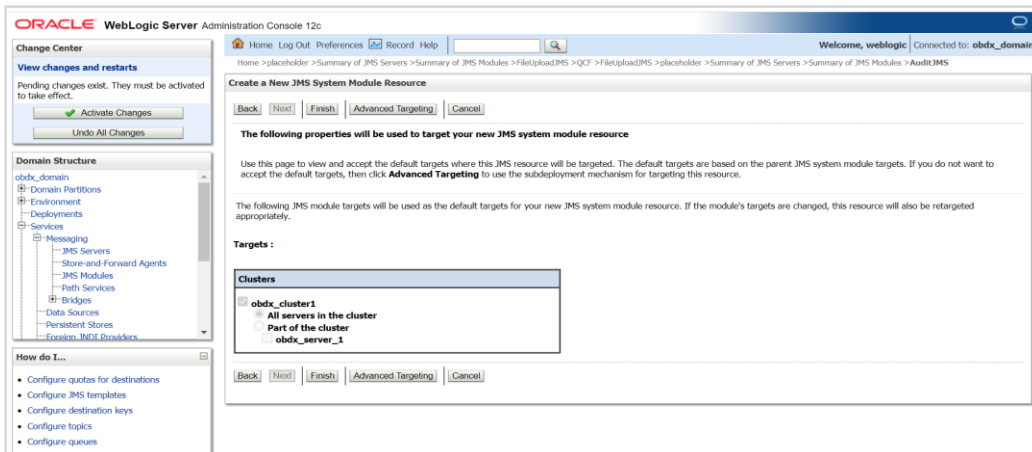 ORACLE WebLogic Server Administration Console 12c
Change Center
View changes and restarts
Pending changes exist. They must be activated
to take effect.
Activate Changes
Undo All Changes
Domain Structure
obdx_domain
Domain Partitions
Environment
Deployments
Services
Messaging
JMS Servers
Store-and-Forward Agents
JMS Modules
Path Services
Bridges
Data Sources
Persistent Stores
Foreign JNDI Providers
How do I...
Configure quotas for destinations
Configure JMS templates
Configure destination keys
Configure topics
Configure queues
Home Log Out Preferences Record Help
Welcome, weblogic Connected to: obdx_domain
Home >placeholder >Summary of JMS Servers >Summary of JMS Modules >FileUploadJMS >QCF >FileUploadJMS >placeholder >Summary of JMS Servers >Summary of JMS Modules >AuditJMS
Create a New JMS System Module Resource
Back Next Finish Advanced Targeting Cancel
The following properties will be used to target your new JMS system module resource
Use this page to view and accept the default targets where this JMS resource will be targeted. The default targets are based on the parent JMS system module targets. If you do not want to
accept the default targets, then click Advanced Targeting to use the subdeployment mechanism for targeting this resource.
The following JMS module targets will be used as the default targets for your new JMS system module resource. If the module's targets are changed, this resource will also be retargeted
appropriately.
Targets :
Clusters
obdx_cluster1
All servers in the cluster
Part of the cluster
obdx_server_1
Back Next Finish Advanced Targeting Cancel